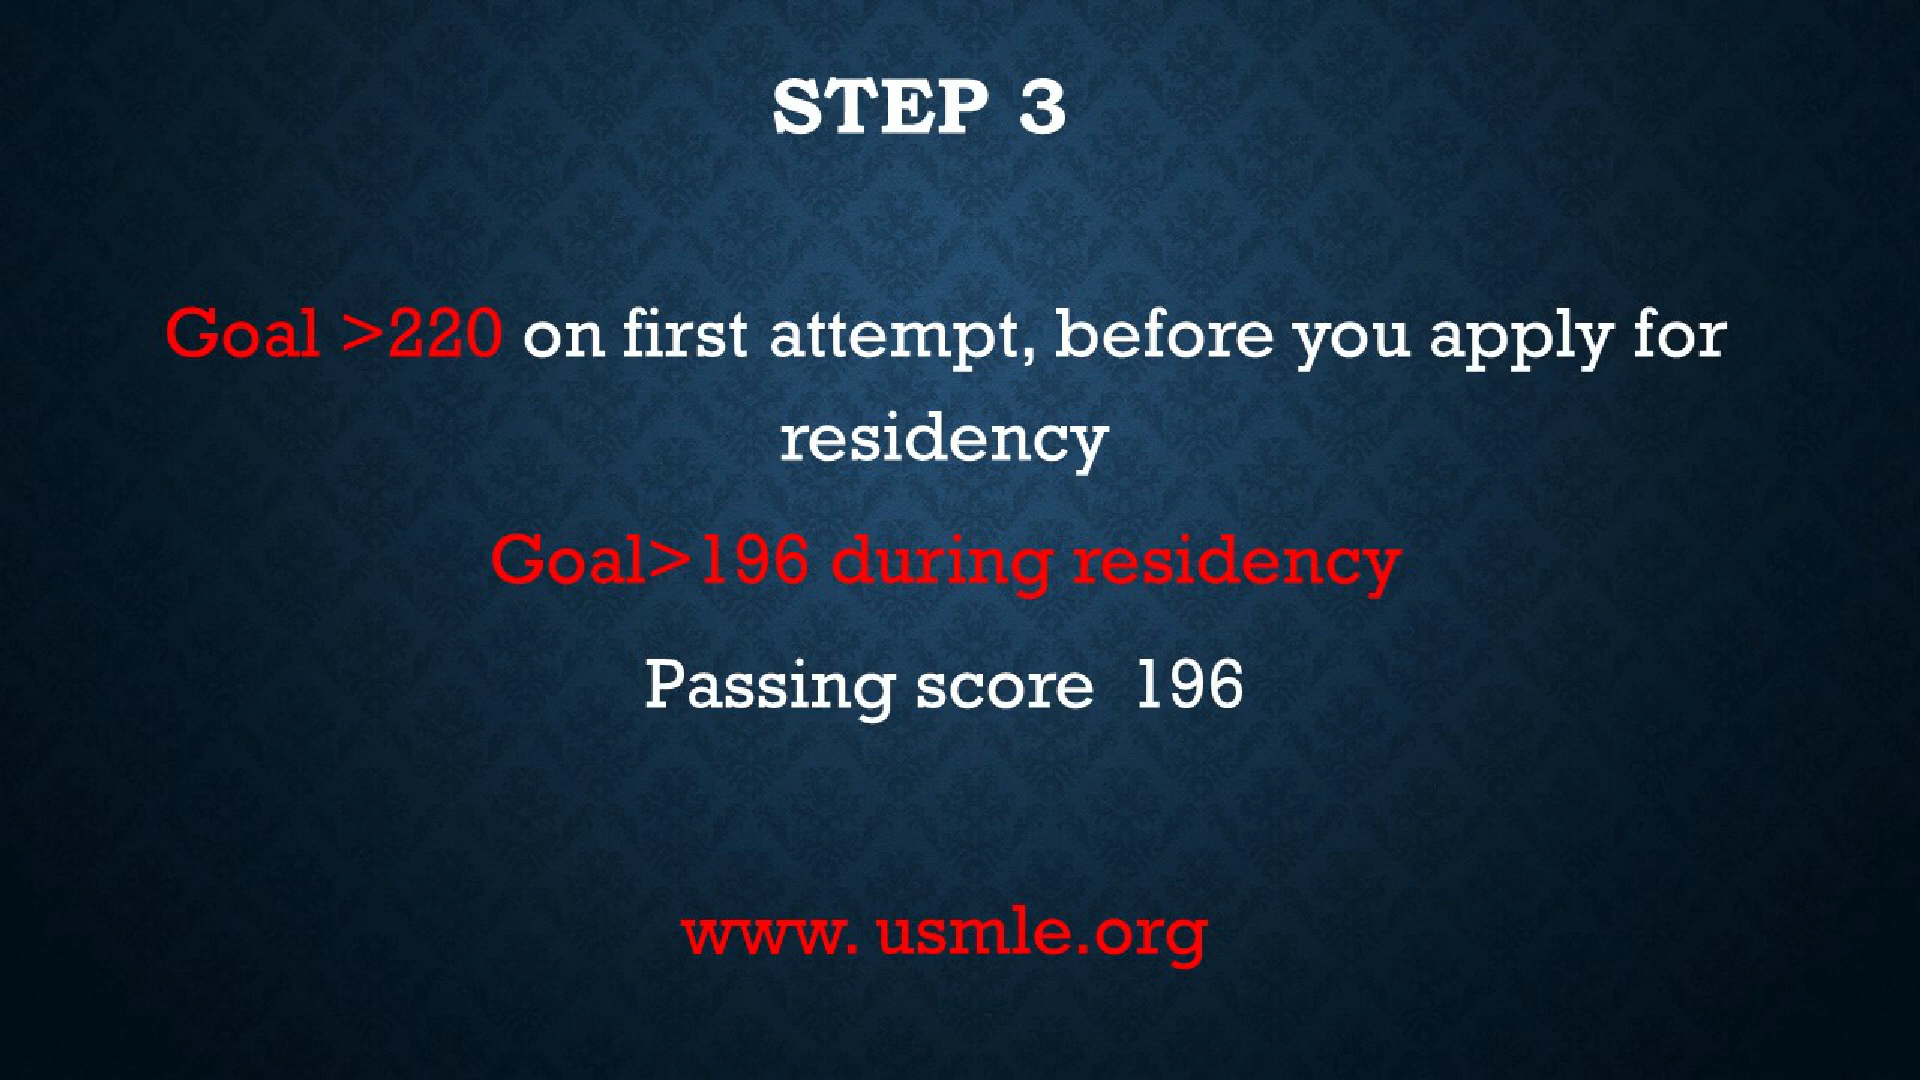 STEP 3
Goal >220 on first attempt, before you apply for
residency
Goal>196 during residency
Passing score  196
www. usmle.org